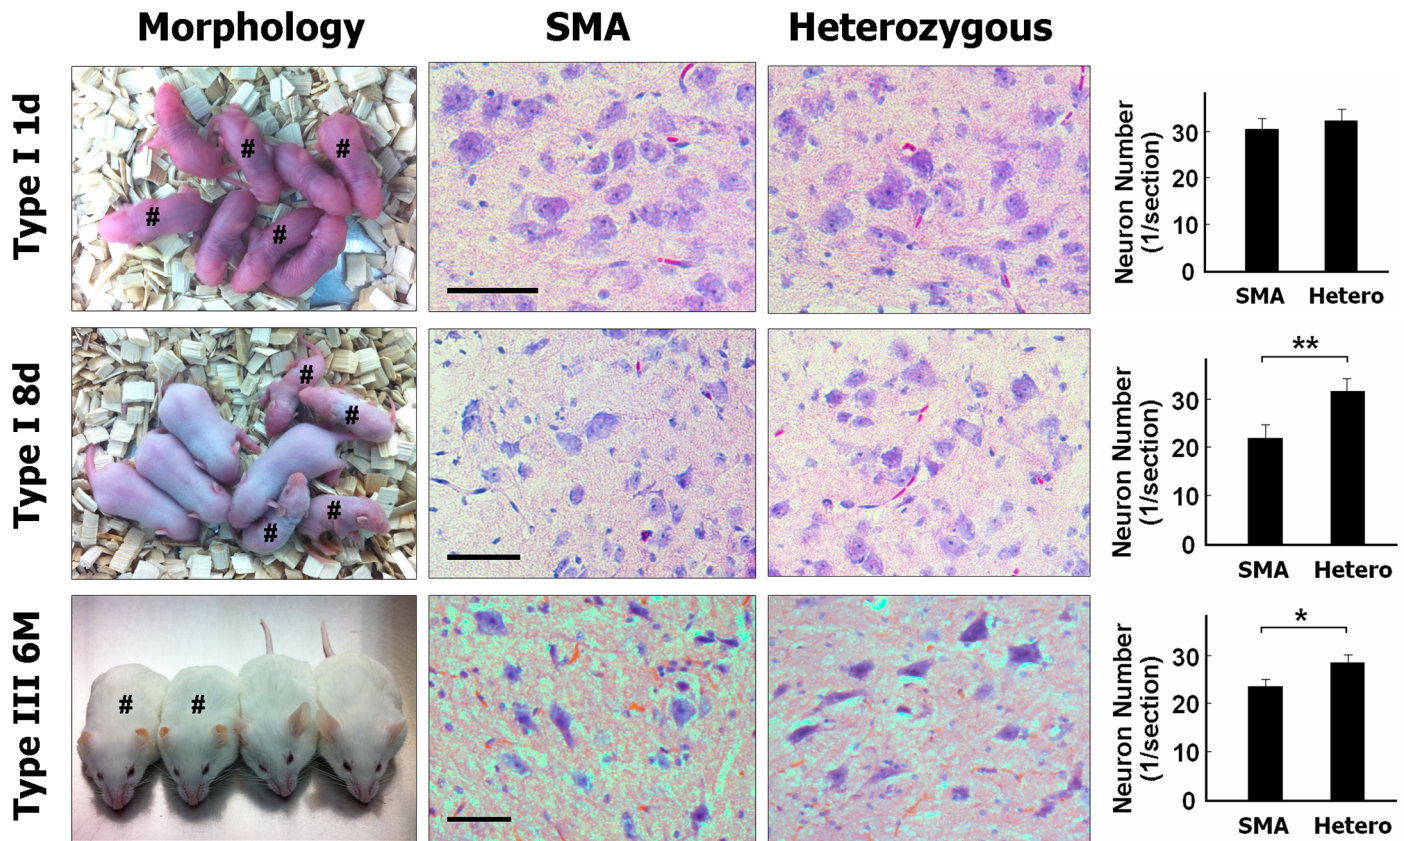 Morphology SMA Heterozygous
Type I 1d
#
#
#
#
Neuron Number
(1/section)
30
20
10
0
SMA Hetero
Type I 8d
#
#
#
#
**
Neuron Number
(1/section)
30
20
10
0
SMA Hetero
Type III 6M
# #
*
Neuron Number
(1/section)
30
20
10
0
SMA Hetero